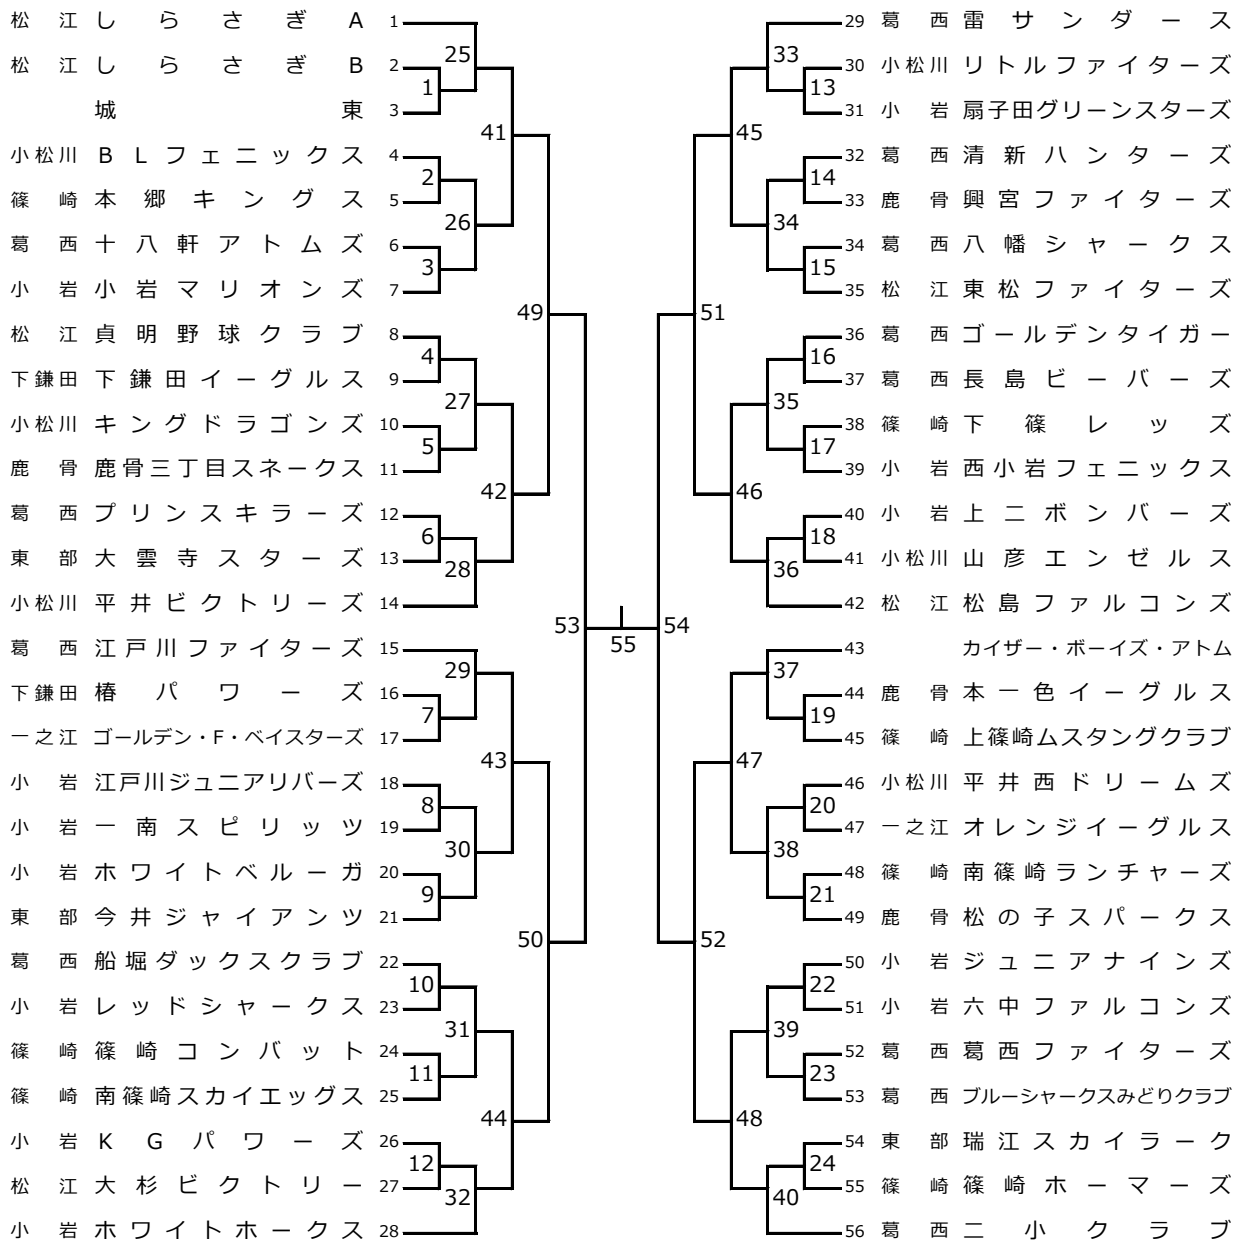 松江 しらさぎA 1
松江 しらさぎB 2
城東 3
小松川 BLフェニックス 4
篠崎 本郷キングス 5
葛西 十八軒アトムズ 6
小岩 小岩マリオンズ 7
松江 貞明野球クラブ 8
下鎌田 下鎌田イーグルス 9
小松川 キングドラゴンズ 10
鹿骨 鹿骨三丁目スネークス 11
葛西 プリンスキラーズ 12
東部 大雲寺スターズ 13
小松川 平井ビクトリーズ 14
葛西 江戸川ファイターズ 15
下鎌田 椿パワーズ 16
一之江 ゴールデン・F・ベイスターズ 17
小岩 江戸川ジュニアリバーズ 18
小岩 一南スピリッツ 19
小岩 ホワイトベルーガ 20
東部 今井ジャイアンツ 21
葛西 船堀ダックスクラブ 22
小岩 レッドシャークス 23
篠崎 篠崎コンバット 24
篠崎 南篠崎スカイエッグス 25
小岩 KGパワーズ 26
松江 大杉ビクトリー 27
小岩 ホワイトホークス 28
1
2
3
4
5
6
7
8
9
10
11
12
25
26
27
28
29
30
31
32
41
42
43
44
49
50
53
55
54
51
52
45
46
47
48
33
34
35
36
37
38
39
40
13
14
15
16
17
18
19
20
21
22
23
24
29 葛西 雷サンダース
30 小松川 リトルファイターズ
31 小岩 扇子田グリーンスターズ
32 葛西 清新ハンターズ
33 鹿骨 興宮ファイターズ
34 葛西 八幡シャークス
35 松江 東松ファイターズ
36 葛西 ゴールデンタイガー
37 葛西 長島ビーバーズ
38 篠崎 下篠レッズ
39 小岩 西小岩フェニックス
40 小岩 上二ボンバーズ
41 小松川 山彦エンゼルス
42 松江 松島ファルコンズ
43 カイザー・ボーイズ・アトム
44 鹿骨 本一色イーグルス
45 篠崎 上篠崎ムスタングクラブ
46 小松川 平井西ドリームズ
47 一之江 オレンジイーグルス
48 篠崎 南篠崎ランチャーズ
49 鹿骨 松の子スパークス
50 小岩 ジュニアナインズ
51 小岩 六中ファルコンズ
52 葛西 葛西ファイターズ
53 葛西 ブルーシャークスみどりクラブ
54 東部 瑞江スカイラーク
55 篠崎 篠崎ホーマーズ
56 葛西 二小クラブ